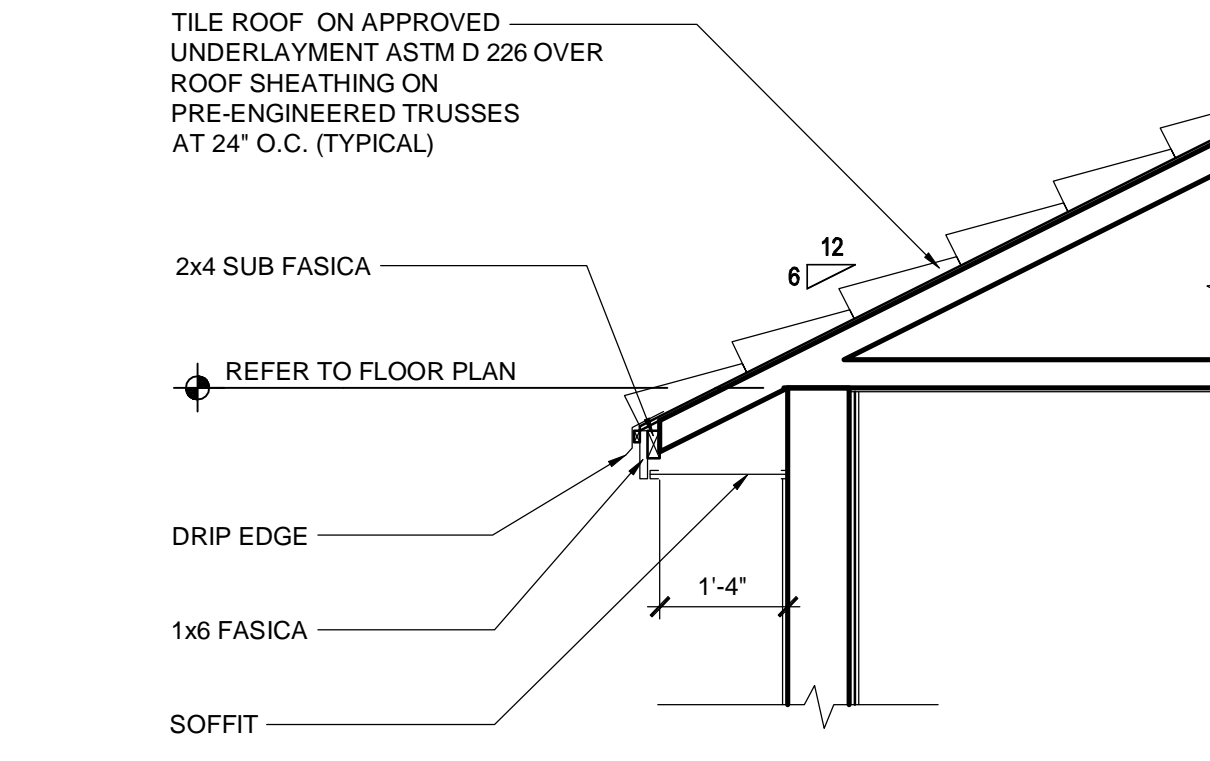 TILE ROOF ON APPROVED
UNDERLAYMENT ASTM D 226 OVER
ROOF SHEATHING ON
PRE-ENGINEERED TRUSSES
AT 24" O.C. (TYPICAL)
12
6
2x4 SUB FASICA
REFER TO FLOOR PLAN
DRIP EDGE
1'-4"
1x6 FASICA
SOFFIT